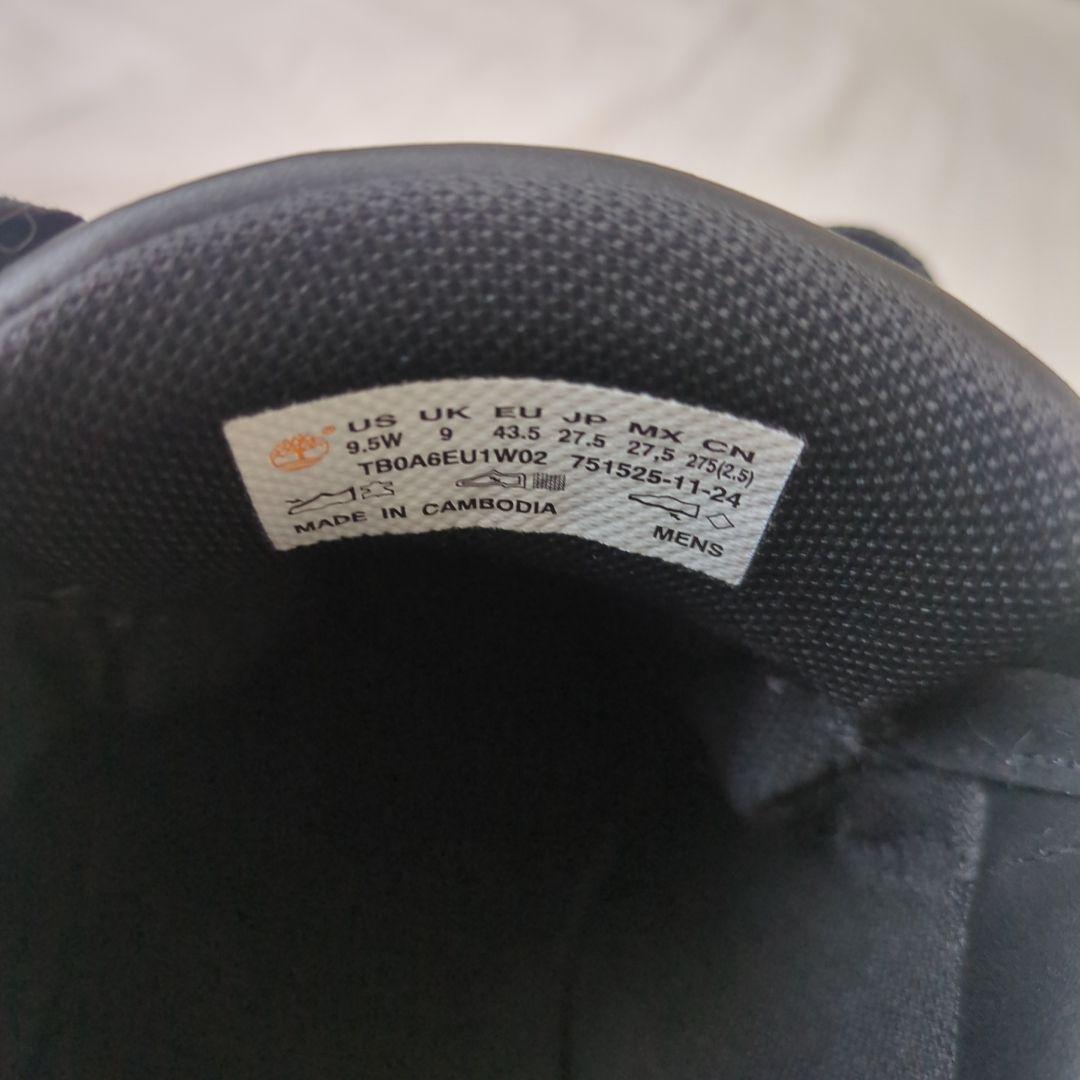 US UK EU JP MX CN
9.5W 9 43.5 27.5 27,5 275(2.5)
TB0A6EU1W02 751525-11-24
MADE IN CAMBODIA MENS